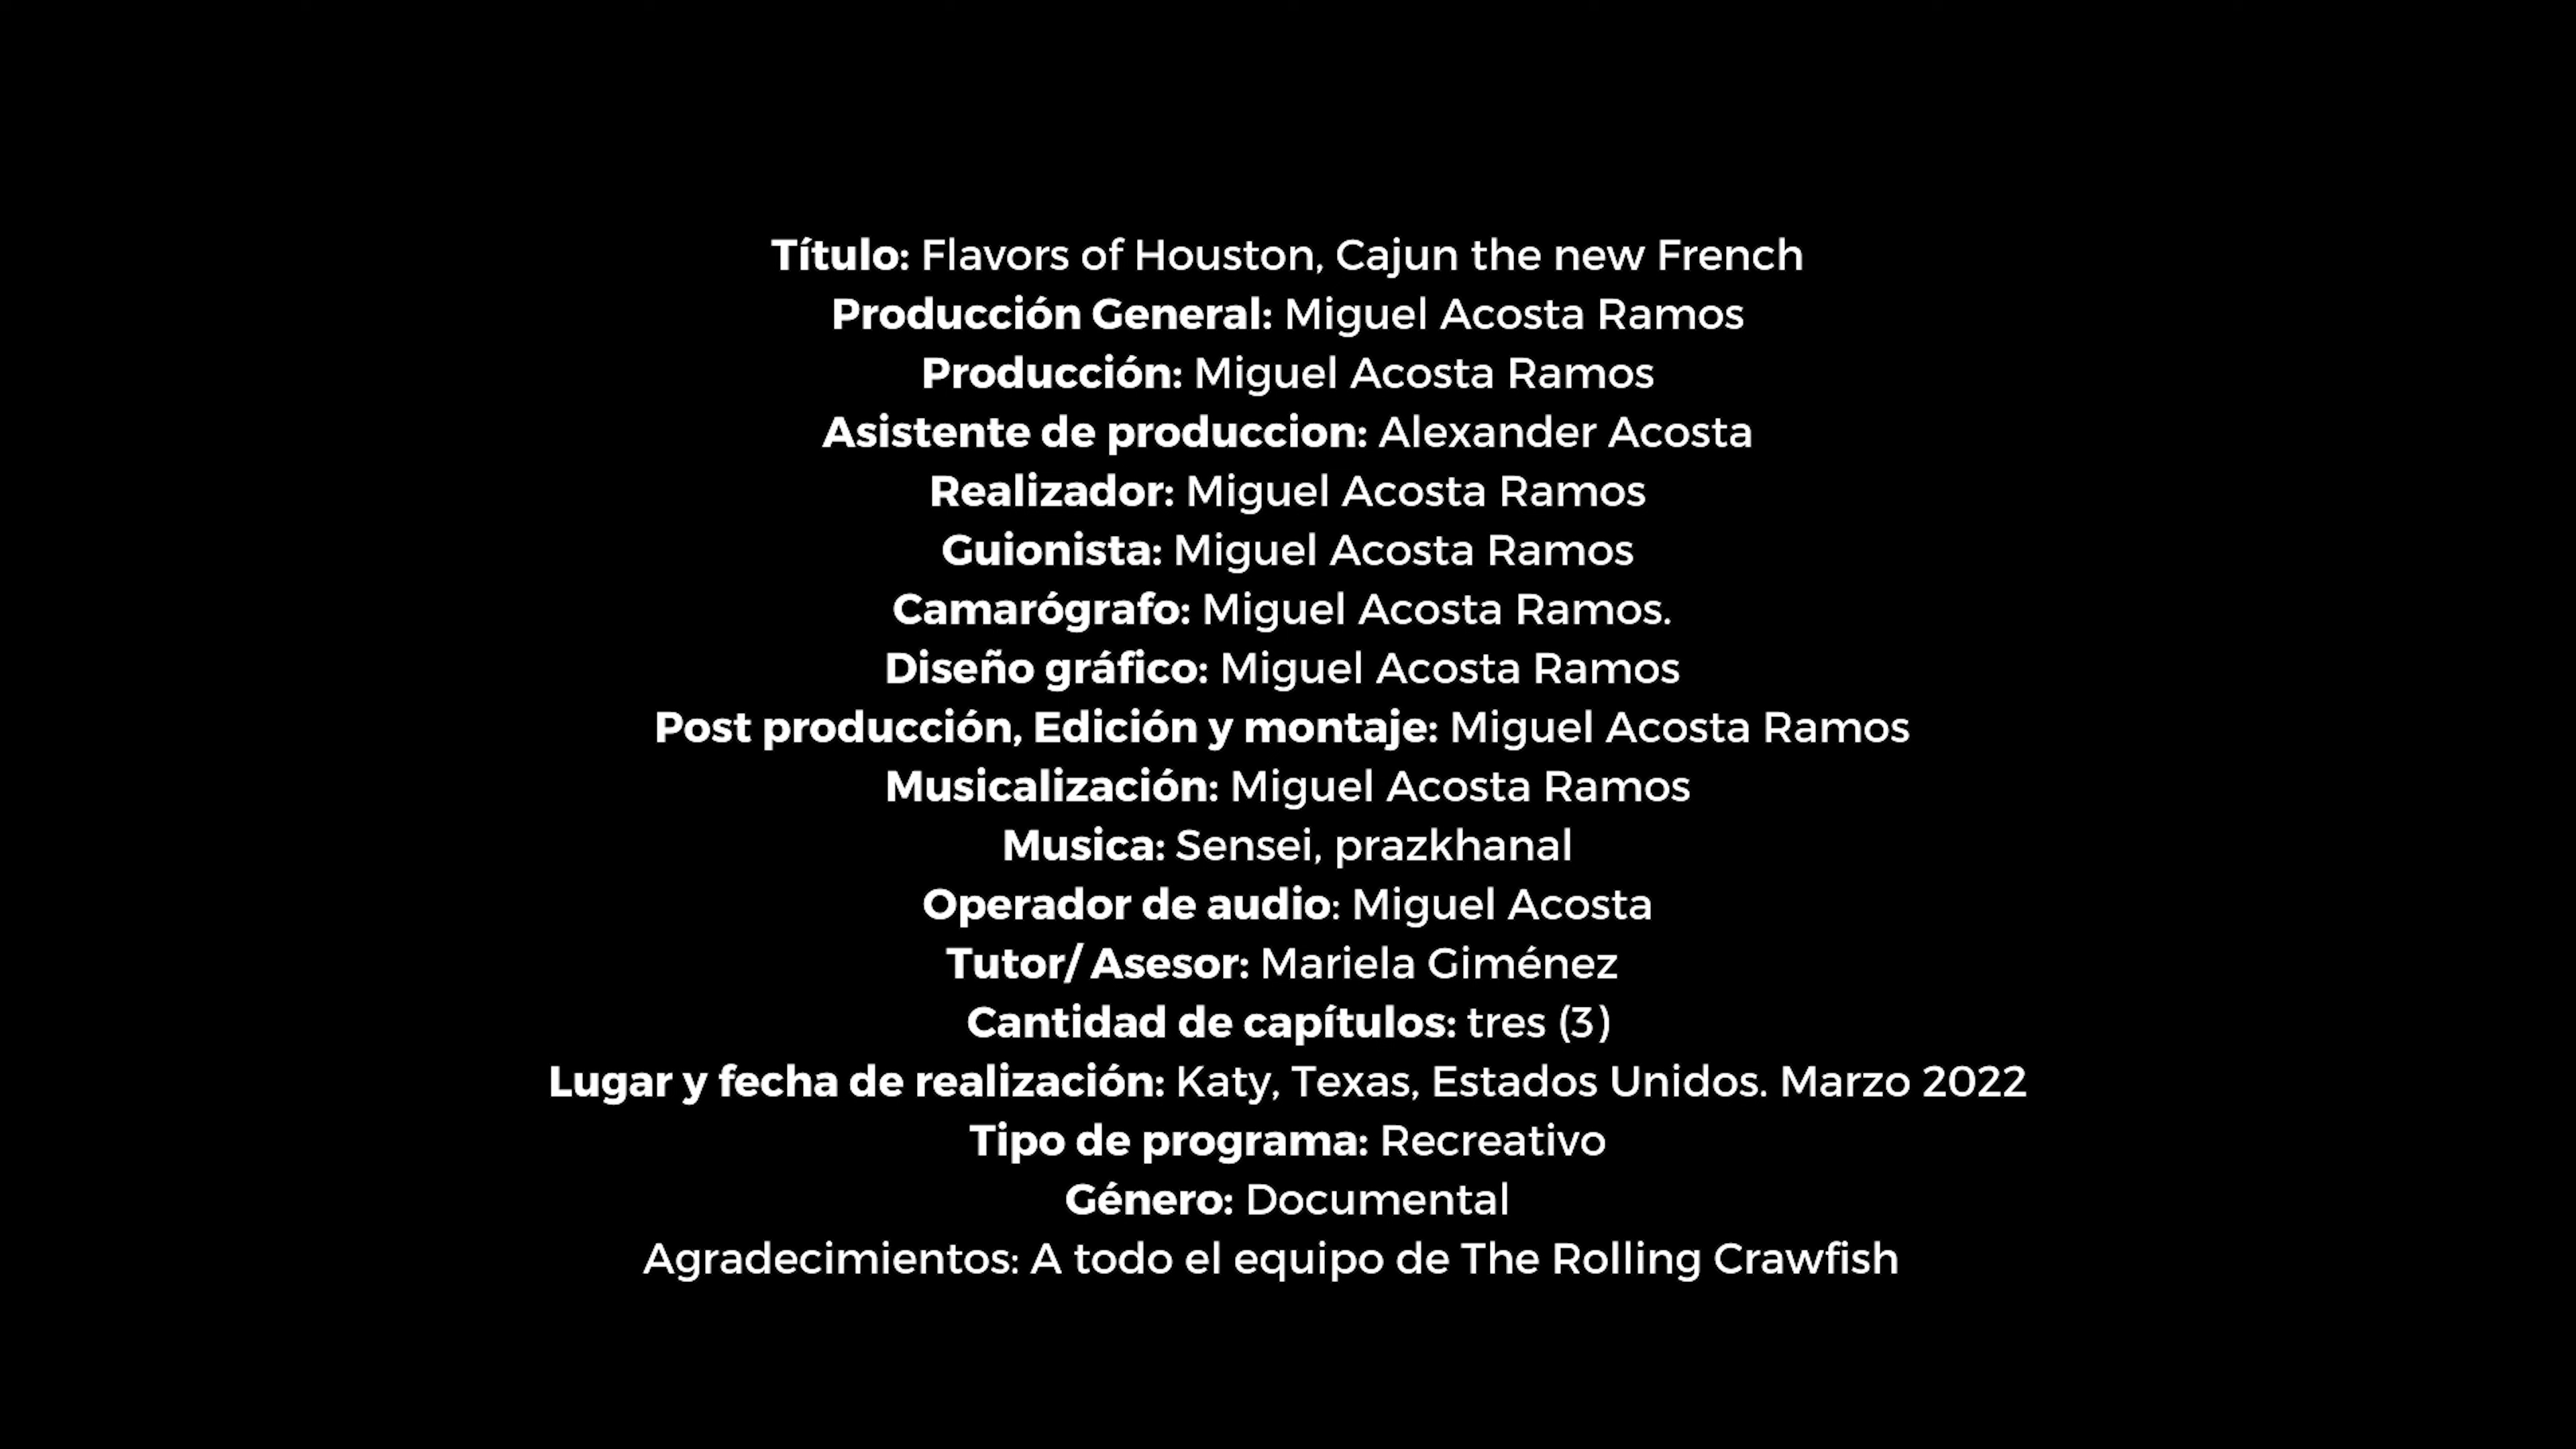 Título: Flavors of Houston, Cajun the new French
Producción General: Miguel Acosta Ramos
Producción: Miguel Acosta Ramos
Asistente de produccion: Alexander Acosta
Realizador: Miguel Acosta Ramos
Guionista: Miguel Acosta Ramos
Camarógrafo: Miguel Acosta Ramos.
Diseño gráfico: Miguel Acosta Ramos
Post producción, Edición y montaje: Miguel Acosta Ramos
Musicalización: Miguel Acosta Ramos
Musica: Sensei, prazkhanal
Operador de audio: Miguel Acosta
Tutor/ Asesor: Mariela Giménez
Cantidad de capítulos: tres (3)
Lugar y fecha de realización: Katy, Texas, Estados Unidos. Marzo 2022
Tipo de programa: Recreativo
Género: Documental
Agradecimientos: A todo el equipo de The Rolling Crawfish